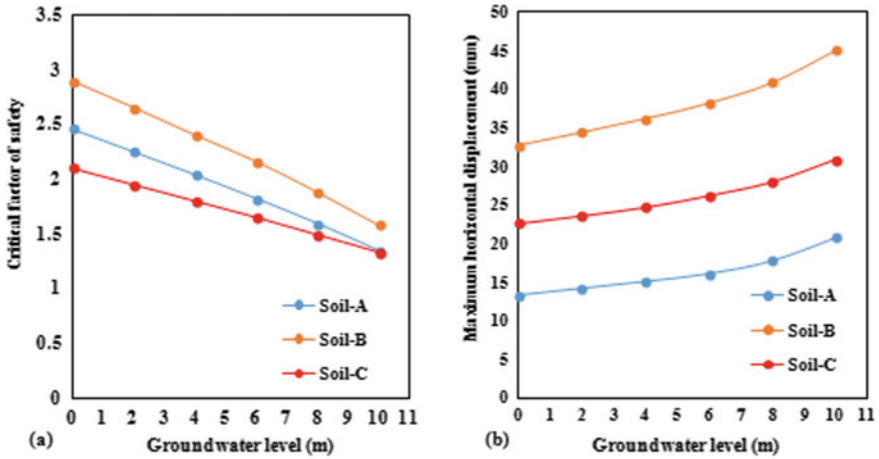 3.5
3
2.5
2
1.5
1
0.5
0
Critical factor of safety
Soil-A
Soil-B
Soil-C
0 1 2 3 4 5 6 7 8 9 10 11
(a) Groundwater level (m)
50
45
40
35
30
25
20
15
10
5
0
Maximum horizontal displacement (mm)
Soil-A
Soil-B
Soil-C
0 1 2 3 4 5 6 7 8 9 10 11
(b) Groundwater level (m)